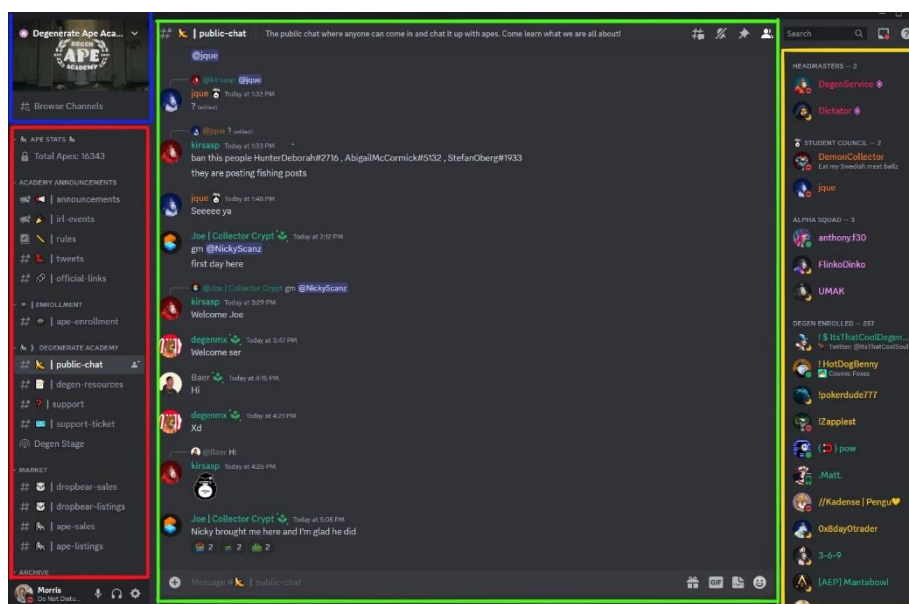 Degenerate Ape Aca...
DEGEN
APE
ACADEMY
Browse Channels
APE STATS
Total Apes: 16343
ACADEMY ANNOUNCEMENTS
| announcements
| irl-events
| rules
| tweets
| official-links
| ENROLLMENT
| ape-enrollment
} DEGENERATE ACADEMY
| public-chat
| degen-resources
| support
| support-ticket
Degen Stage
MARKET
| dropbear-sales
| dropbear-listings
| ape-sales
| ape-listings
ARCHIVE
Morris
Do Not Distu...
| public-chat The public chat where anyone can come in and chat it up with apes. Come learn what we are all about!
@jque
@kirsasp @jque
jque Today at 1:32 PM
? (edited)
@jque ? (edited)
kirsasp Today at 1:33 PM
ban this people HunterDeborah#2716 , AbigailMcCormick#5132 , StefanOberg#1933
they are posting fishing posts
jque Today at 1:48 PM
Seeeee ya
Joe | Collector Crypt Today at 2:12 PM
gm @NickyScanz
first day here
@Joe | Collector Crypt gm @NickyScanz
kirsasp Today at 3:29 PM
Welcome Joe
degenmx Today at 3:47 PM
Welcome ser
Baer Today at 4:15 PM
Hi
degenmx Today at 4:21 PM
Xd
@Baer Hi
kirsasp Today at 4:26 PM
Joe | Collector Crypt Today at 5:05 PM
Nicky brought me here and I'm glad he did
2 2 2
Message # | public-chat
GIF
Search
HEADMASTERS — 2
DegenService
Dictator
STUDENT COUNCIL — 2
DemonCollector
Eat my Swedish meat ballz
jque
ALPHA SQUAD — 3
anthony.f30
FlinkoDinko
UMAK
DEGEN ENROLLED — 257
! $ ItsThatCoolDegen...
Twitter: @ItsThatCoolSoul
! HotDogBenny
Cosmic Foxes
!pokerdude777
!Zappiest
( ) pow
.Matt.
//Kadense | Pengu
0x8day0trader
3-6-9
[AEP] Mantabowl